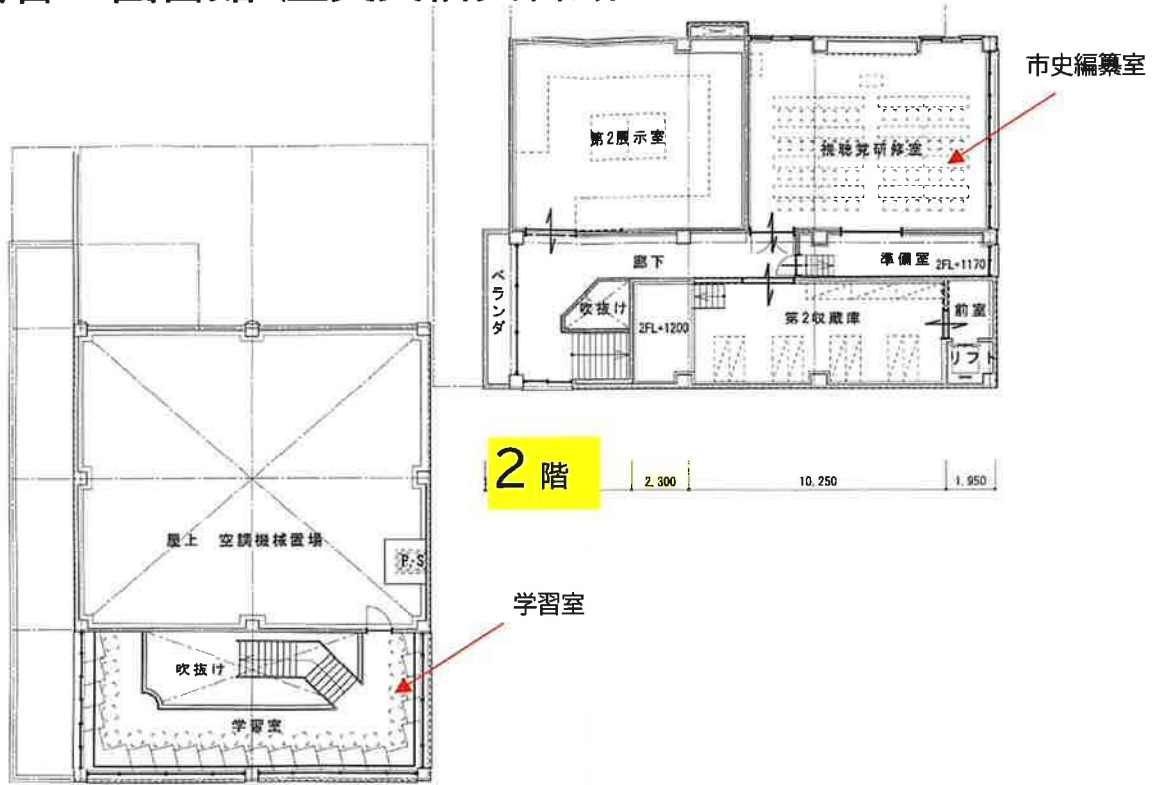 市史編纂室
第2展示室
視聴覚研修室
廊下
準備室
2FL+1170
ベランダ
吹抜け
2FL+1200
第2収蔵庫
前室
リフト
2階
2,300
10,250
1,950
屋上 空調機械置場
P.S
学習室
吹抜け
学習室